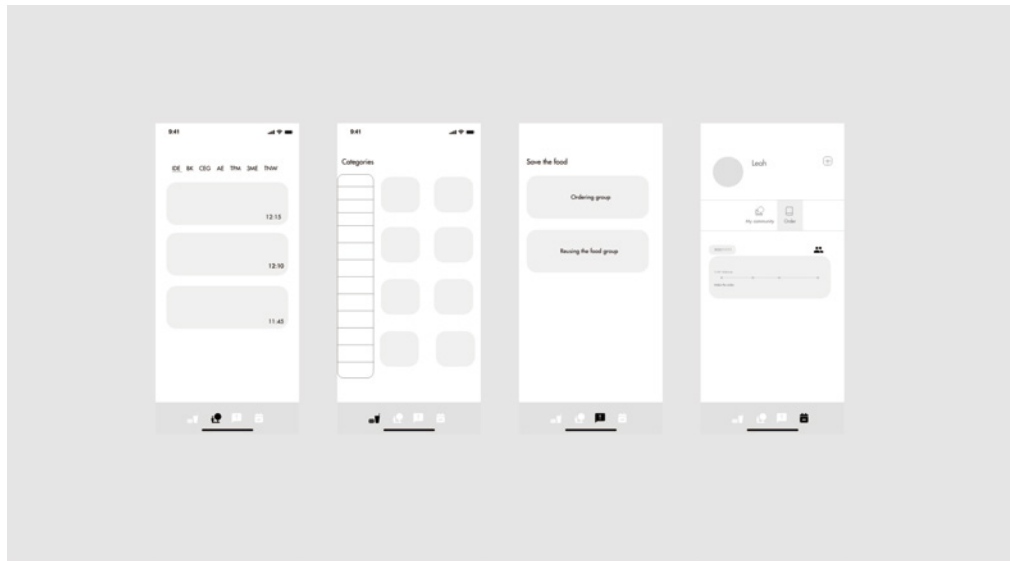 9:41
IDE BK CEG AE TPM 3ME TNW
12:15
12:10
11:45
9:41
Categories
Save the food
Ordering group
Reusing the food group
Leah
My community
Order